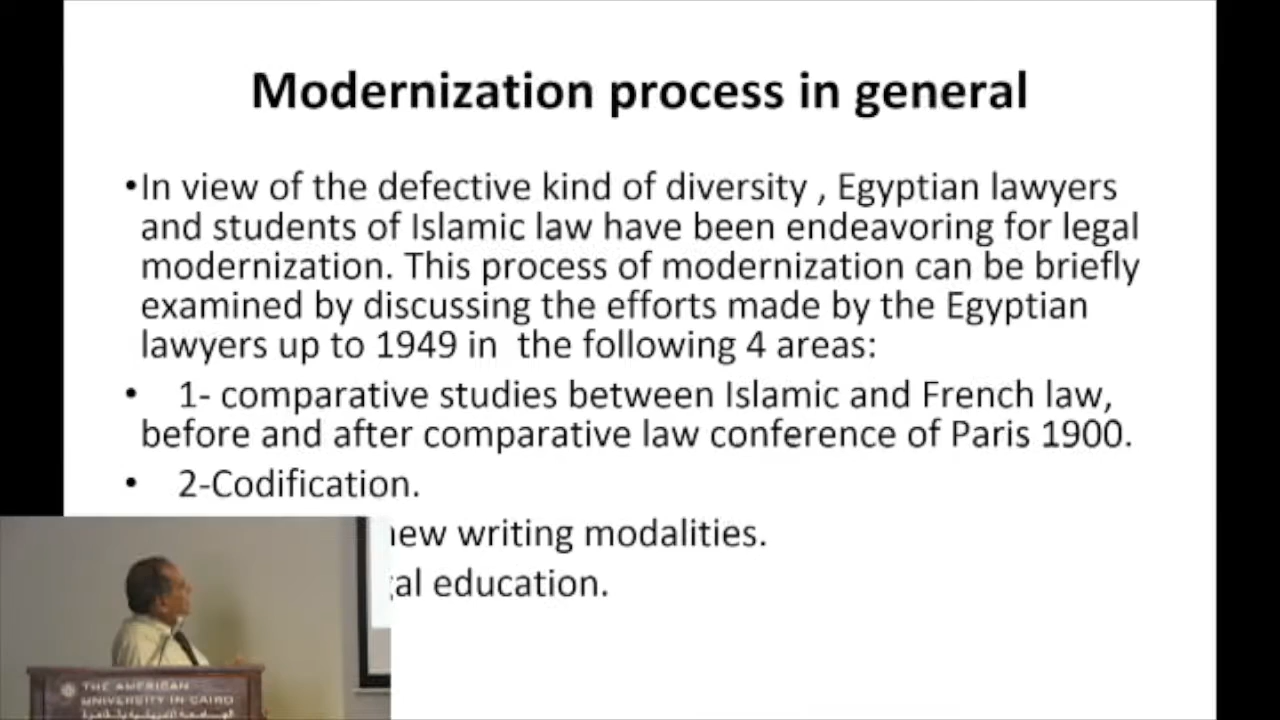 Modernization process in general
•In view of the defective kind of diversity , Egyptian lawyers
and students of Islamic law have been endeavoring for legal
modernization. This process of modernization can be briefly
examined by discussing the efforts made by the Egyptian
lawyers up to 1949 in the following 4 areas:
• 1- comparative studies between Islamic and French law,
before and after comparative law conference of Paris 1900.
• 2-Codification.
new writing modalities.
education.
THE AMERICAN
UNIVERSITY IN CAIRO
الجامعة الأمريكية بالقاهرة